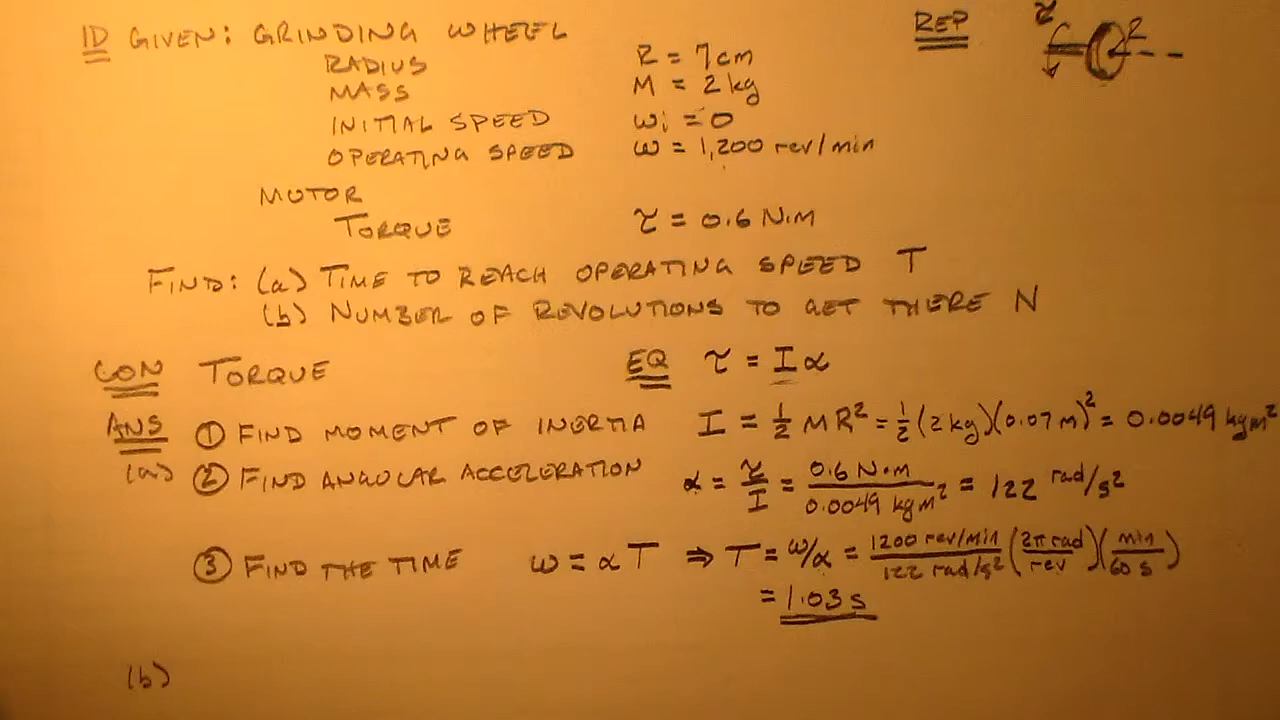 ID GIVEN: GRINDING WHEEL
REP
τ
R
RADIUS R = 7cm
MASS M = 2 kg
INITIAL SPEED ωi = 0
OPERATING SPEED ω = 1,200 rev/min
MOTOR
TORQUE τ = 0.6 N·M
FIND: (a) TIME TO REACH OPERATING SPEED T
(b) NUMBER OF REVOLUTIONS TO GET THERE N
CON TORQUE EQ τ = Iα
ANS ① FIND MOMENT OF INERTIA I = 1/2 MR² = 1/2 (2 kg)(0.07 m)² = 0.0049 kgm²
(a) ② FIND ANGULAR ACCELERATION α = τ/I = 0.6 N·m / 0.0049 kgm² = 122 rad/s²
③ FIND THE TIME ω = αT ⇒ T = ω/α = 1200 rev/min / 122 rad/s² (2π rad / rev)(min / 60 s)
= 1.03 s
(b)